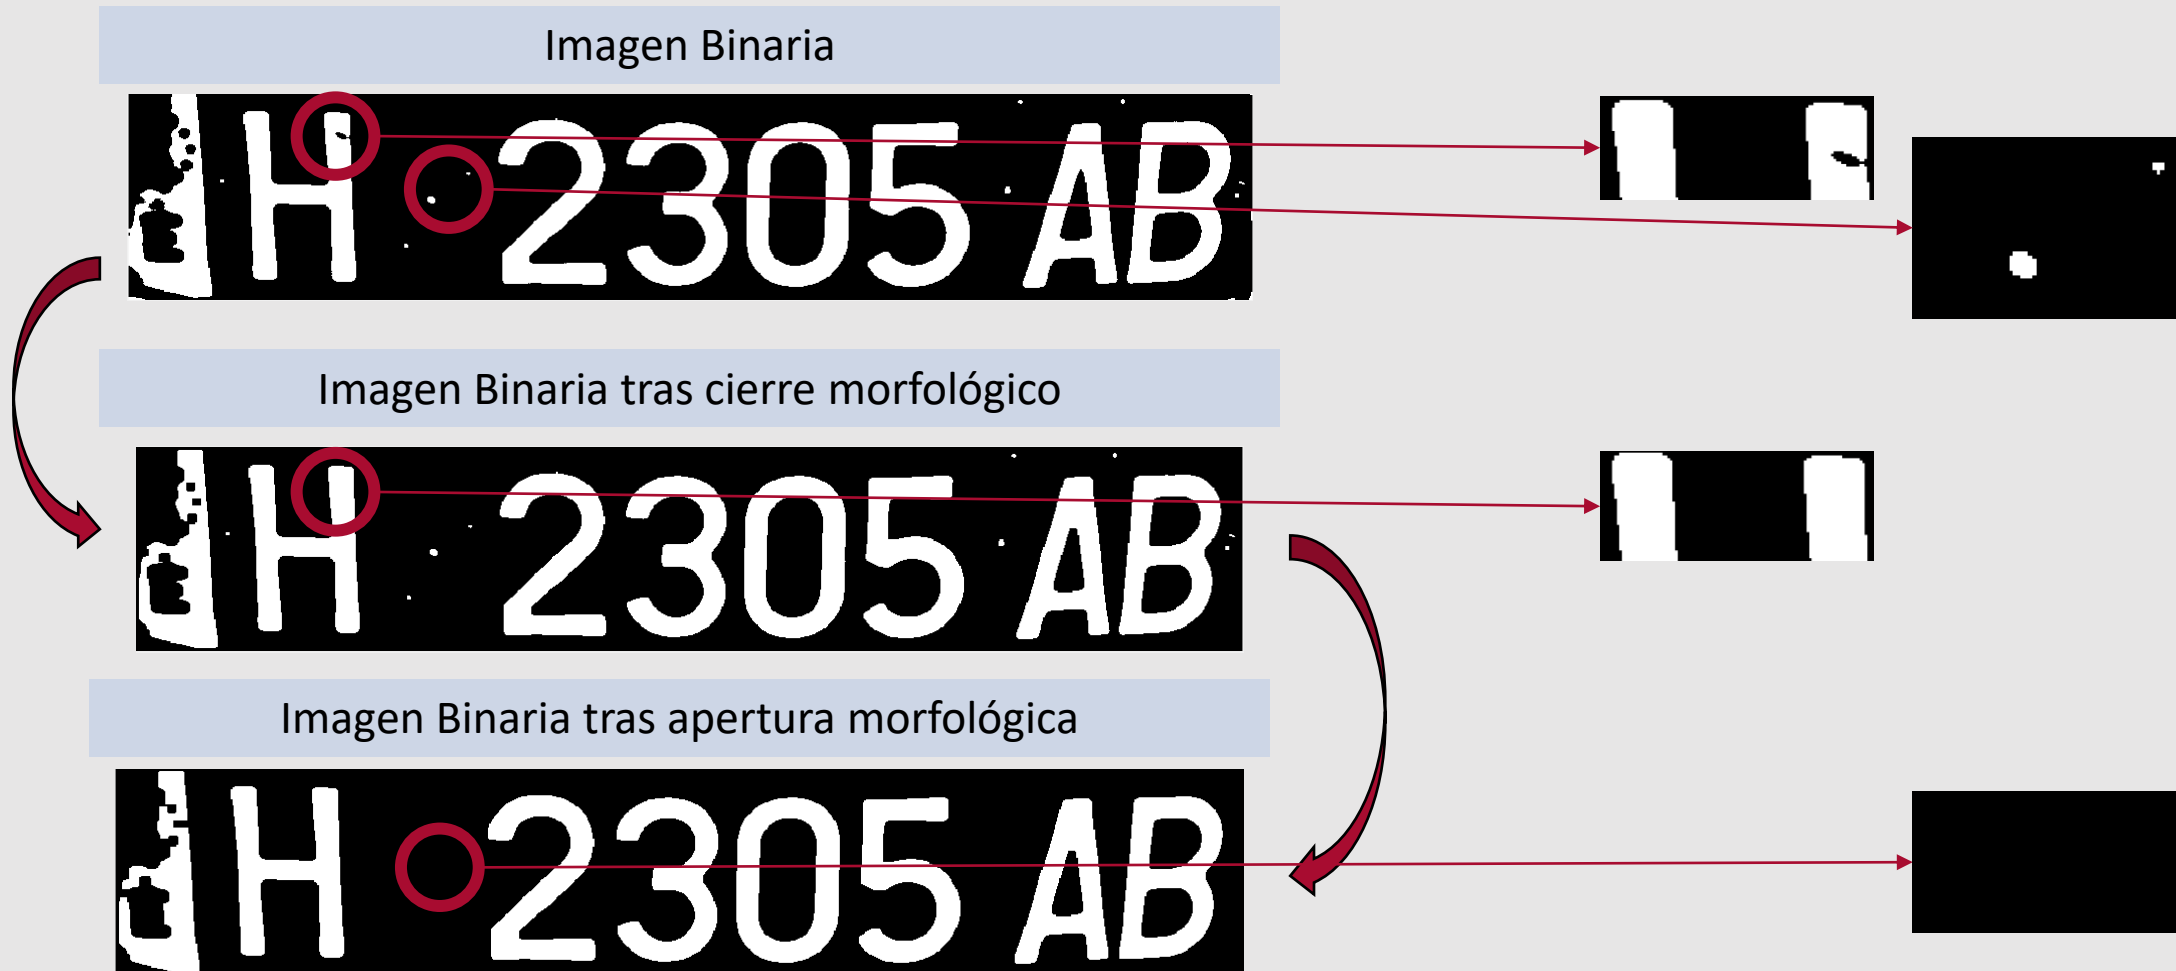 Imagen Binaria
H 2305 AB
Imagen Binaria tras cierre morfológico
H 2305 AB
Imagen Binaria tras apertura morfológica
H 2305 AB